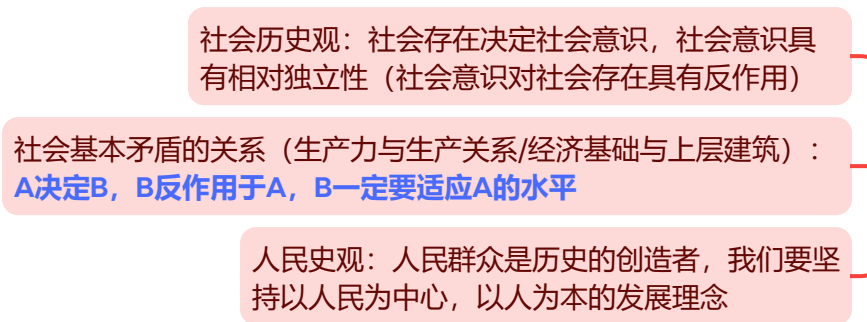 社会历史观：社会存在决定社会意识，社会意识具
有相对独立性（社会意识对社会存在具有反作用）
社会基本矛盾的关系（生产力与生产关系/经济基础与上层建筑）：
A决定B，B反作用于A，B一定要适应A的水平
人民史观：人民群众是历史的创造者，我们要坚
持以人民为中心，以人为本的发展理念